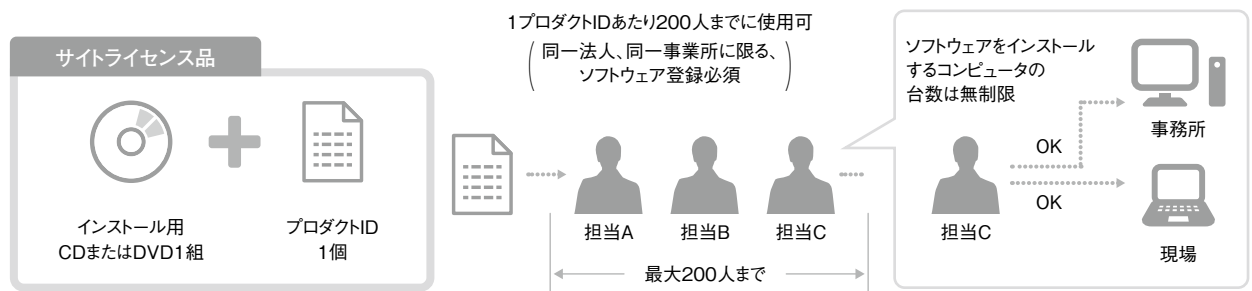 サイトライセンス品
インストール用
CDまたはDVD1組
プロダクトID
1個
1プロダクトIDあたり200人までに使用可
(同一法人、同一事業所に限る、
ソフトウェア登録必須)
担当A
担当B
担当C
最大200人まで
ソフトウェアをインストール
するコンピュータの
台数は無制限
担当C
OK
事務所
OK
現場